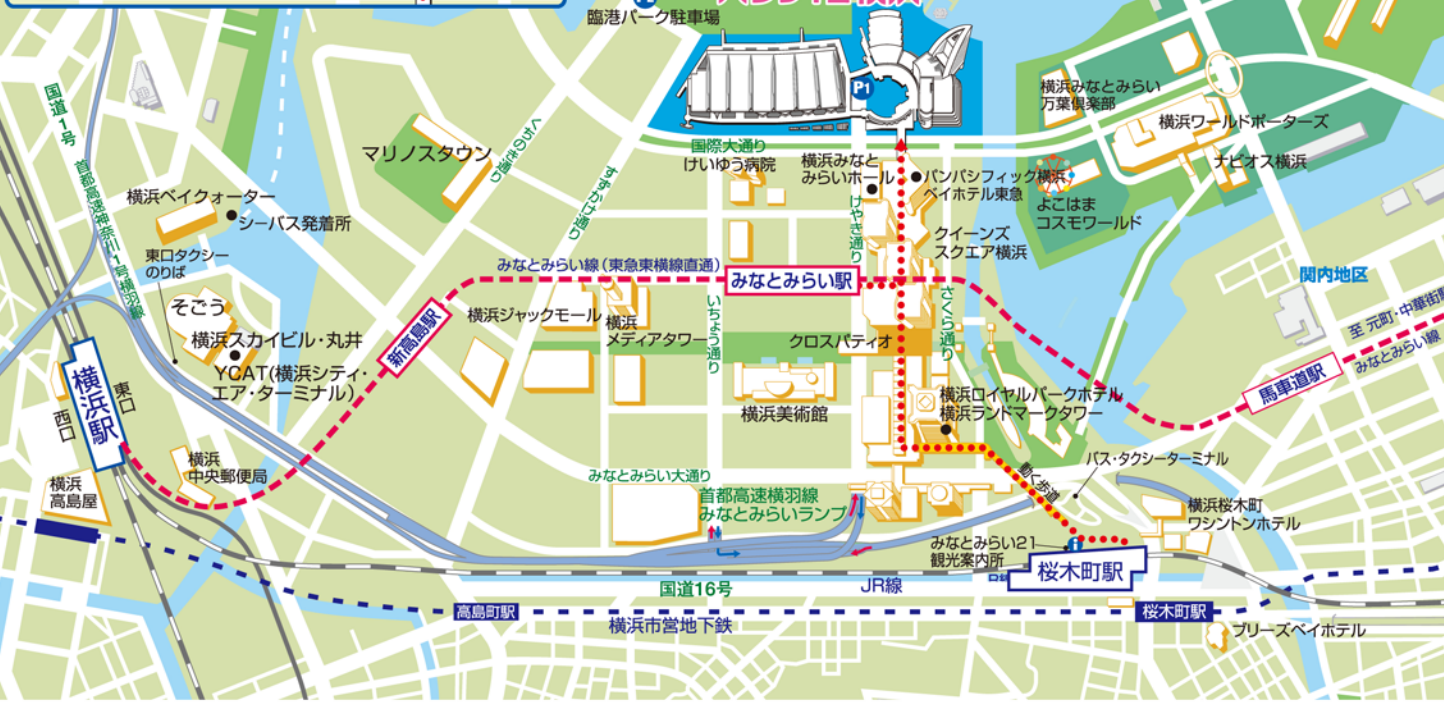 臨港パーク駐車場
P1
国道1号
首都高速神奈川1号横羽線
くちのき通り
すずかけ通り
マリノスタウン
国際大通り
けいゆう病院
横浜みなと
みらいホール
パンパシフィック横浜
ベイホテル東急
けやき通り
クイーンズ
スクエア横浜
横浜みなとみらい
万葉倶楽部
横浜ワールドポーターズ
ナビオス横浜
よこはま
コスモワールド
横浜ベイクォーター
シーバス発着所
東口タクシー
のりば
そごう
横浜スカイビル・丸井
YCAT(横浜シティ・
エア・ターミナル)
みなとみらい線(東急東横線直通)
みなとみらい駅
新高島駅
横浜ジャックモール
横浜
メディアタワー
いちょう通り
クロスパティオ
さくら通り
関内地区
至 元町・中華街駅
みなとみらい線
馬車道駅
横浜駅
東口
西口
横浜美術館
横浜ロイヤルパークホテル
横浜ランドマークタワー
横浜
中央郵便局
横浜
高島屋
みなとみらい大通り
首都高速横羽線
みなとみらいランプ
動く歩道
バス・タクシーターミナル
横浜桜木町
ワシントンホテル
みなとみらい21
観光案内所
i
桜木町駅
国道16号
JR線
高島町駅
横浜市営地下鉄
桜木町駅
ブリーズベイホテル